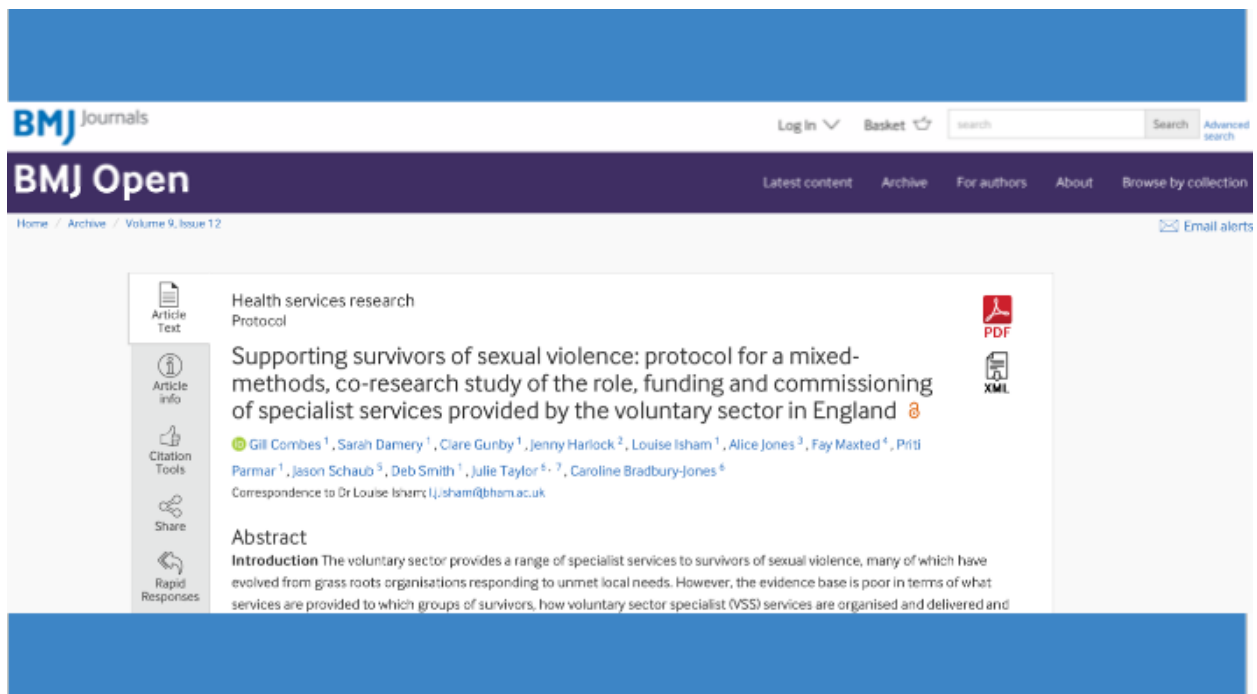 BMJ Journals
Log In
Basket
search
Search
Advanced
search
BMJ Open
Latest content
Archive
For authors
About
Browse by collection
Home / Archive / Volume 9, Issue 12
Email alerts
Article
Text
Article
info
Citation
Tools
Share
Rapid
Responses
Health services research
Protocol
PDF
XML
Supporting survivors of sexual violence: protocol for a mixed-
methods, co-research study of the role, funding and commissioning
of specialist services provided by the voluntary sector in England
Gill Combes 1, Sarah Damery 1, Clare Gunby 1, Jenny Harlock 2, Louise Isham 1, Alice Jones 3, Fay Maxted 4, Priti
Parmar 1, Jason Schaub 5, Deb Smith 1, Julie Taylor 6, 7, Caroline Bradbury-Jones 6
Correspondence to Dr Louise Isham; l.j.isham@bham.ac.uk
Abstract
Introduction The voluntary sector provides a range of specialist services to survivors of sexual violence, many of which have
evolved from grass roots organisations responding to unmet local needs. However, the evidence base is poor in terms of what
services are provided to which groups of survivors, how voluntary sector specialist (VSS) services are organised and delivered and